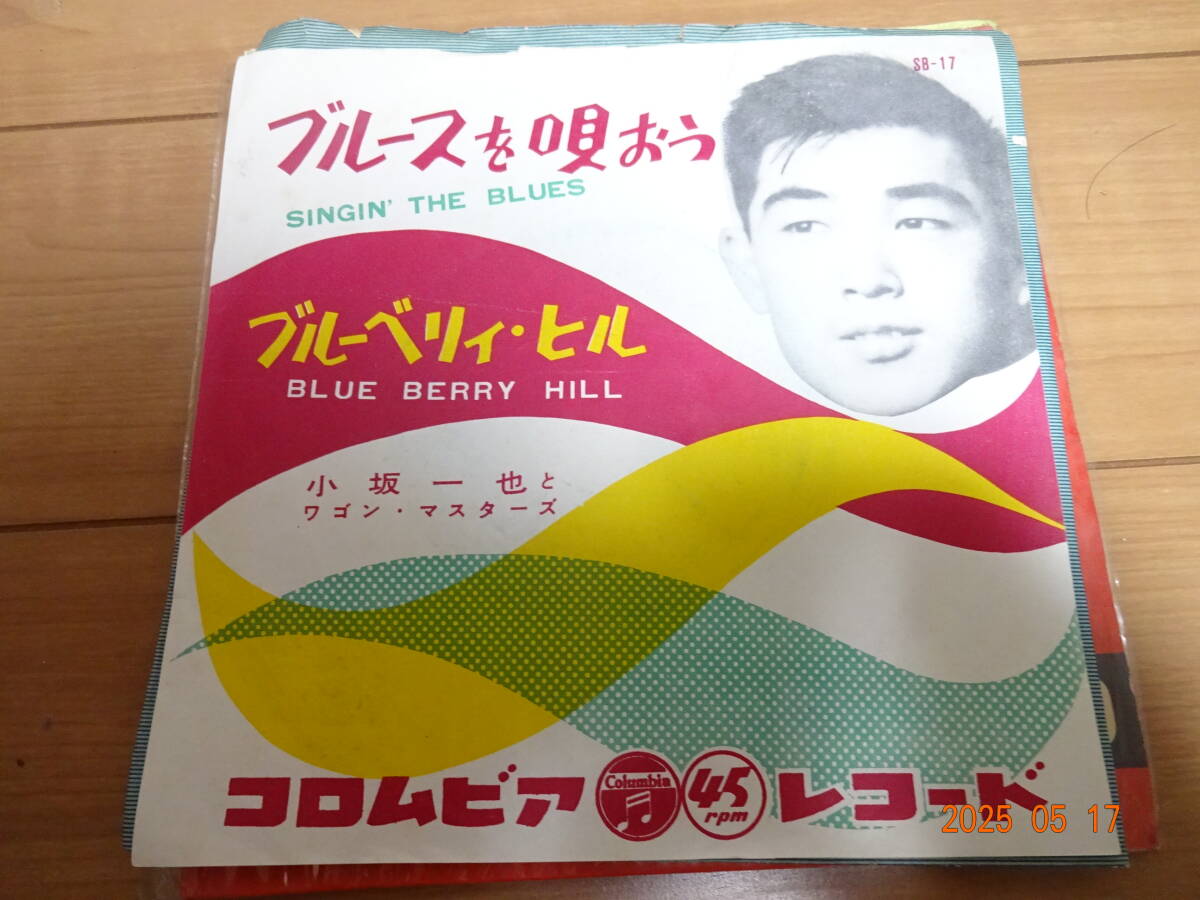 SB-17
ブルースを唄おう
SINGIN' THE BLUES
ブルーベリィ・ヒル
BLUE BERRY HILL
小坂一也と
ワゴン・マスターズ
コロムビア Columbia 45 rpm レコード
2025 05 17